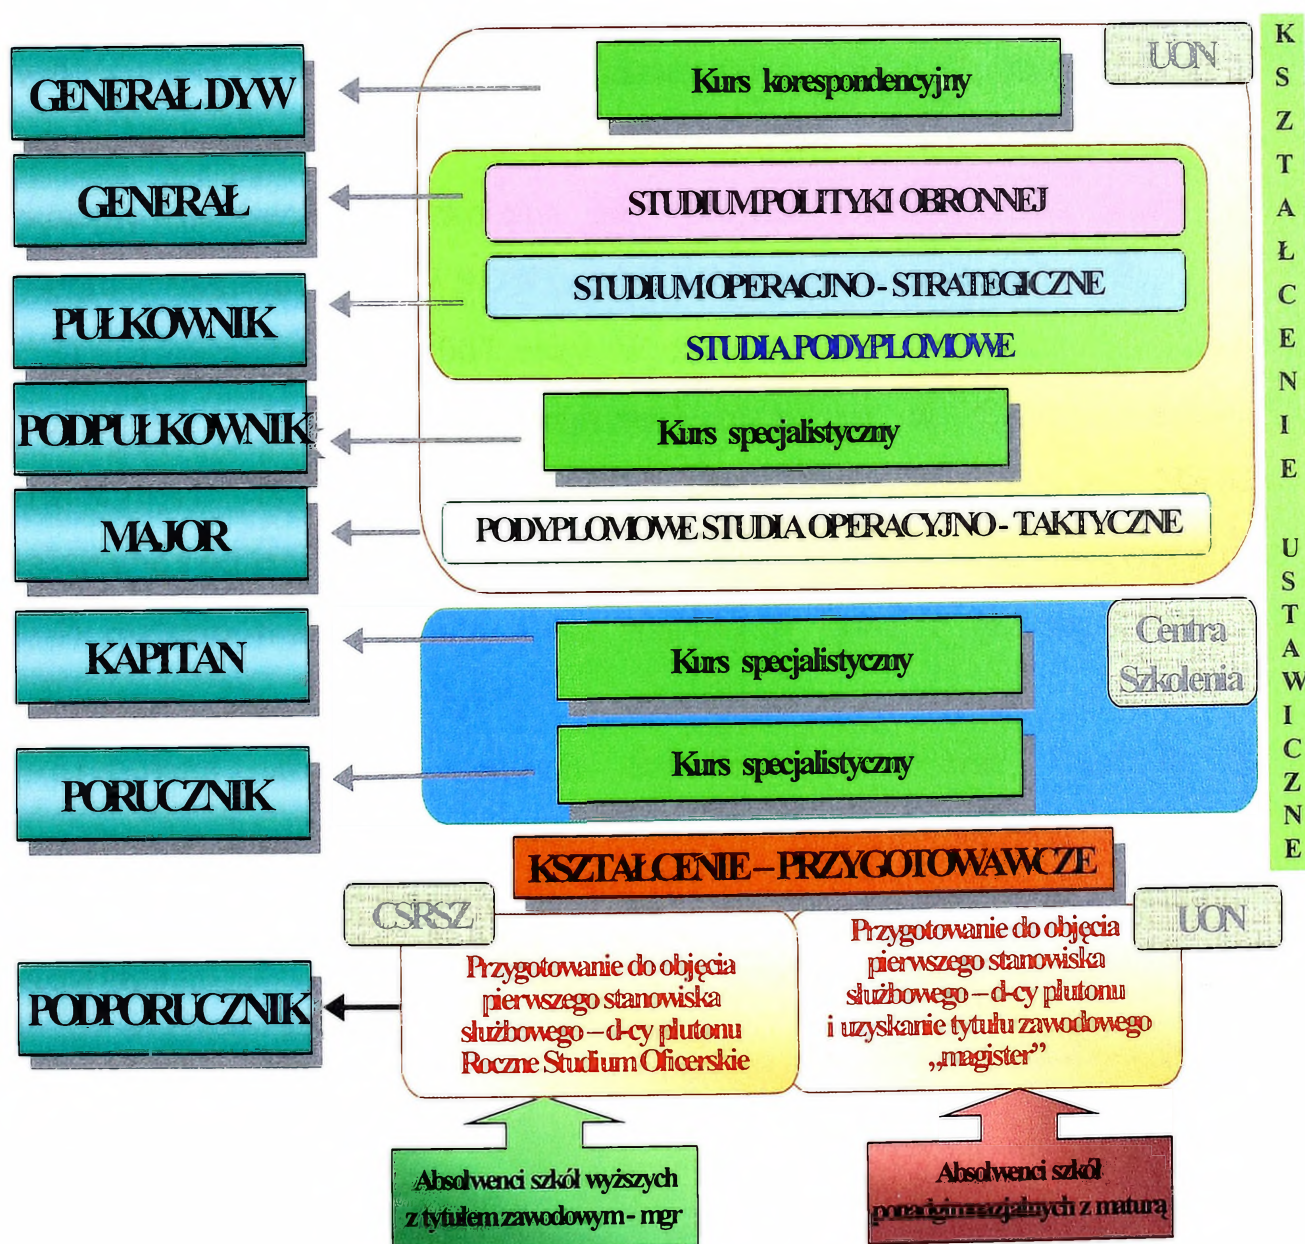 UON
GENERAŁ DYW
Kurs korespondencyjny
GENERAŁ
STUDIUM POLITYKI OBRONNEJ
PUŁKOWNIK
STUDIUM OPERACJNO - STRATEGICZNE
STUDIA PODYPLOMOWE
PODPUŁKOWNIK
Kurs specjalistyczny
MAJOR
PODYPLOMOWE STUDIA OPERACYJNO - TAKTYCZNE
KAPITAN
Kurs specjalistyczny
Centra
Szkolenia
PORUCZNIK
Kurs specjalistyczny
KSZTAŁCENIE USTAWICZNE
KSZTAŁCENIE – PRZYGOTOWAWCZE
CSRSZ
UON
PODPORUCZNIK
Przygotowanie do objęcia
pierwszego stanowiska
służbowego – d-cy plutonu
Roczne Studium Oficerskie
Przygotowanie do objęcia
pierwszego stanowiska
służbowego – d-cy plutonu
i uzyskanie tytułu zawodowego
„magister”
Absolwenci szkół wyższych
z tytułem zawodowym - mgr
Absolwenci szkół
ponadgimnazjalnych z maturą